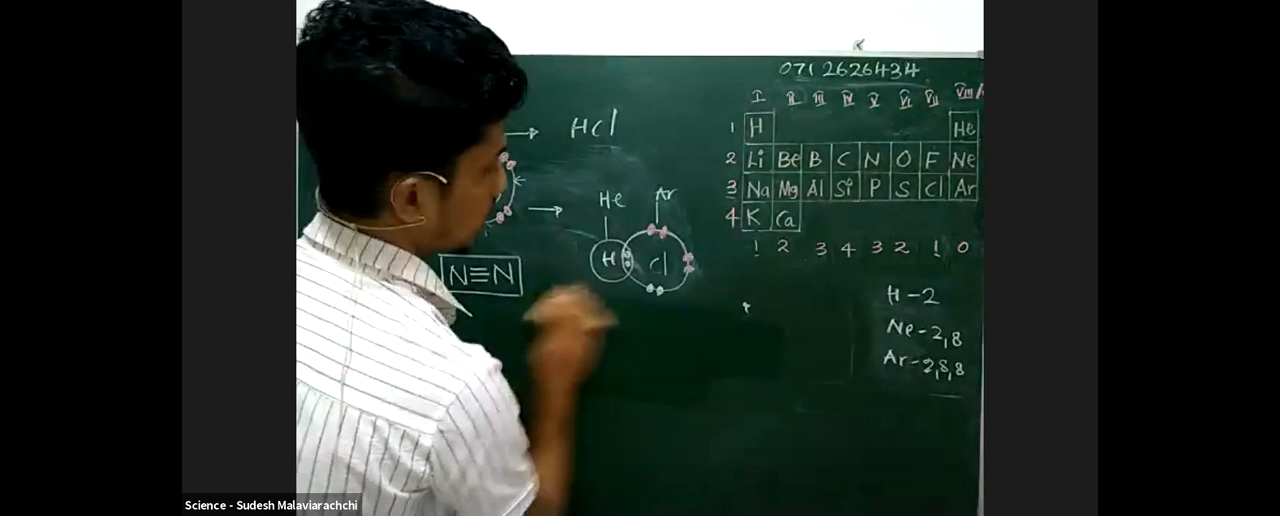 071 2626434
I II III IV V VI VII VIII/
1 H He
2 Li Be B C N O F Ne
3 Na Mg Al Si P S Cl Ar
4 K Ca
1 2 3 4 3 2 1 0
→ HCl
→ He Ar
H Cl
N≡N
H-2
Ne-2,8
Ar-2,8,8
Science - Sudesh Malaviarachchi